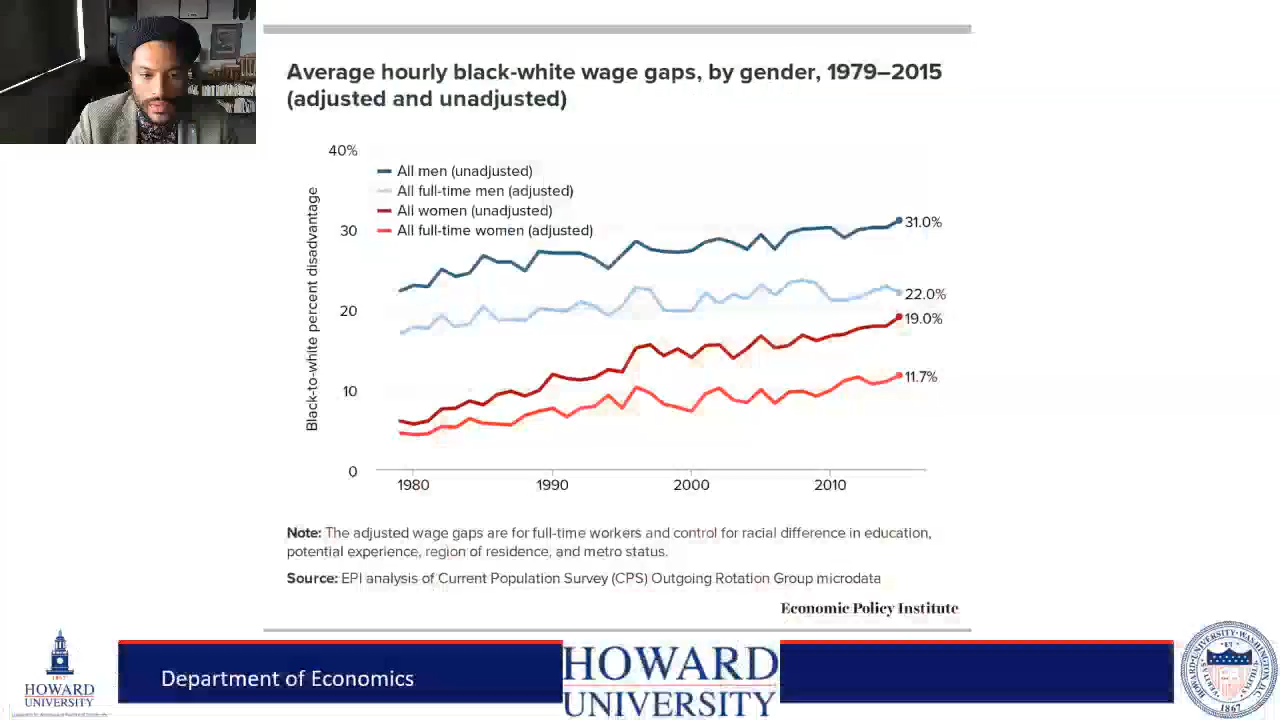 Average hourly black-white wage gaps, by gender, 1979–2015
(adjusted and unadjusted)
40%
All men (unadjusted)
All full-time men (adjusted)
All women (unadjusted)
All full-time women (adjusted)
Black-to-white percent disadvantage
30
20
10
0
31.0%
22.0%
19.0%
11.7%
1980
1990
2000
2010
Note: The adjusted wage gaps are for full-time workers and control for racial difference in education,
potential experience, region of residence, and metro status.
Source: EPI analysis of Current Population Survey (CPS) Outgoing Rotation Group microdata
Economic Policy Institute
1867
HOWARD
UNIVERSITY
Department of Economics
HOWARD
UNIVERSITY
HOWARD UNIVERSITY WASHINGTON, D.C.
1867